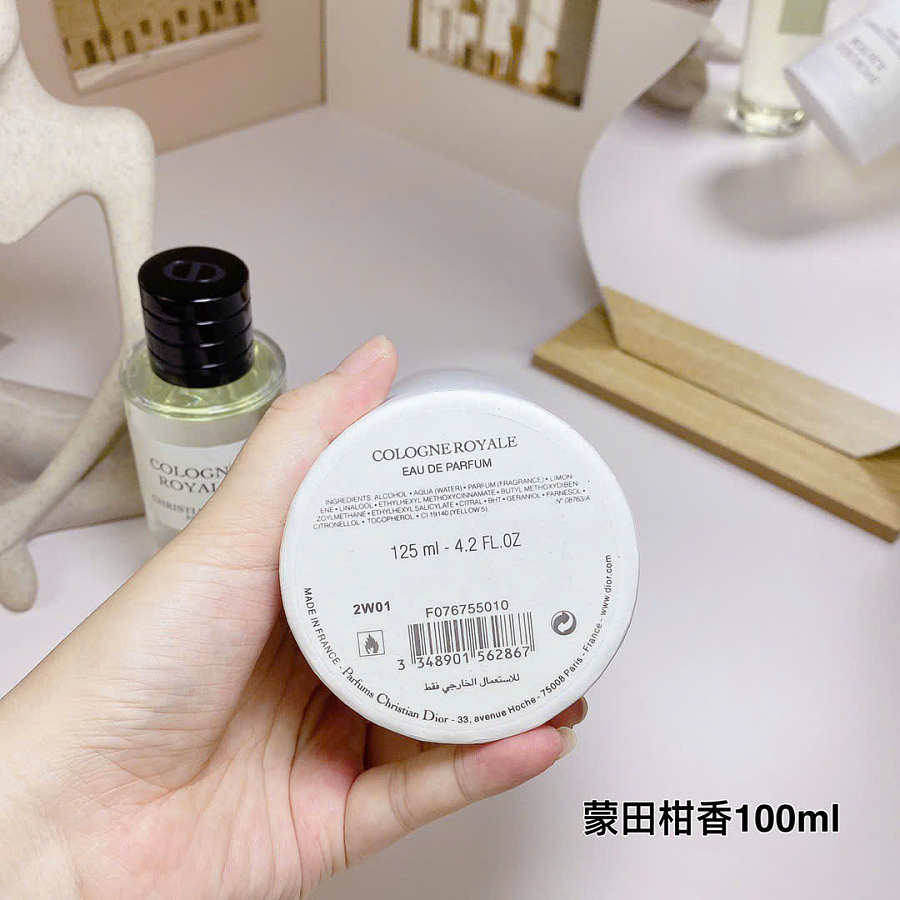 COLOGNE ROYALE
EAU DE PARFUM
INGREDIENTS: ALCOHOL • AQUA (WATER) • PARFUM (FRAGRANCE) • LIMON-
ENE • LINALOOL • ETHYLHEXYL METHOXYCINNAMATE • BUTYL METHOXYDIBEN-
ZOYLMETHANE • ETHYLHEXYL SALICYLATE • CITRAL • BHT • GERANIOL • FARNESOL •
CITRONELLOL • TOCOPHEROL • CI 19140 (YELLOW 5). N° 08763/A
125 ml - 4.2 FL.OZ
2W01
F076755010
3 348901 562867
للاستعمال الخارجي فقط
MADE IN FRANCE - Parfums Christian Dior - 33, avenue Hoche - 75008 Paris - France - www.dior.com
COLOGNE
ROYAL
CHRISTI
蒙田柑香100ml